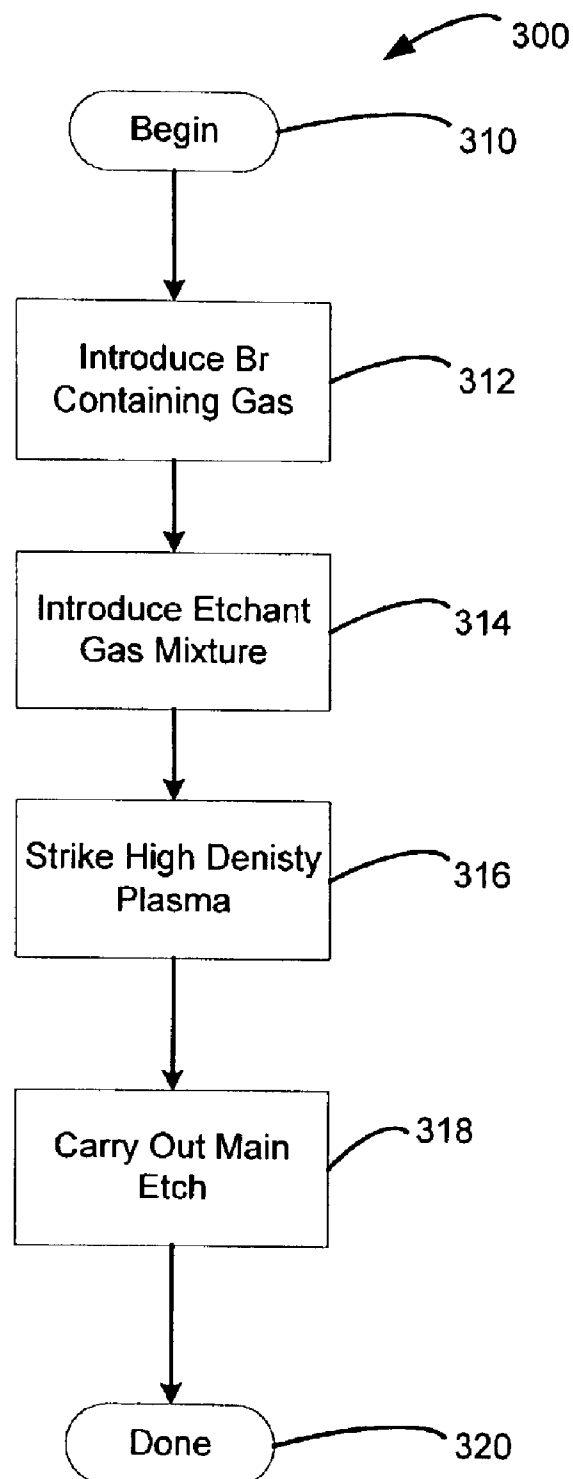 300
Begin
310
Introduce Br
Containing Gas
312
Introduce Etchant
Gas Mixture
314
Strike High Denisty
Plasma
316
Carry Out Main
Etch
318
Done
320